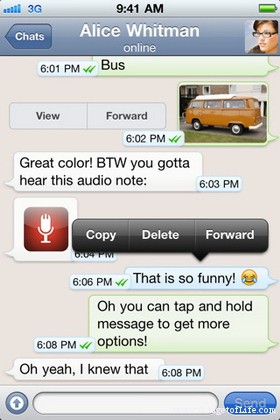 3G 9:41 AM
Chats
Alice Whitman
online
6:01 PM
Bus
View Forward
6:02 PM
Great color! BTW you gotta
hear this audio note:
6:03 PM
Copy Delete Forward
6:04 PM
6:06 PM
That is so funny! 😂
Oh you can tap and hold
message to get more
options!
6:08 PM
Oh yeah, I knew that
6:08 PM
Send